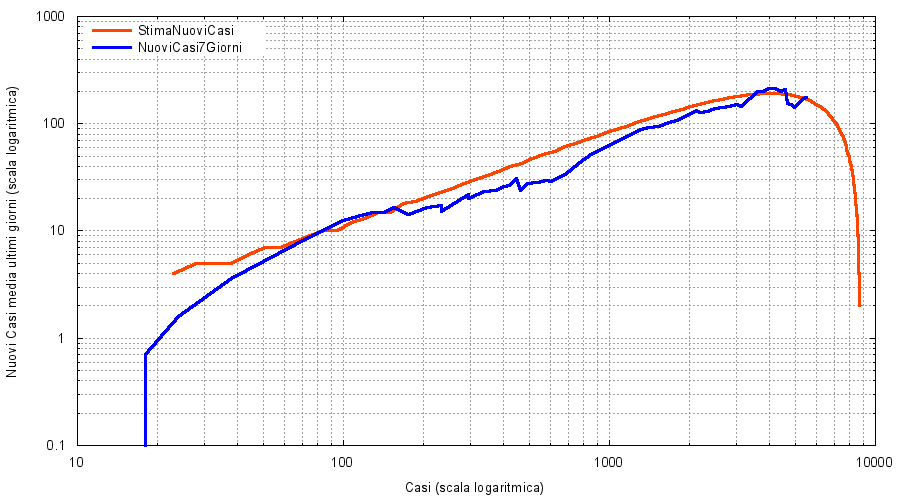 1000
StimaNuoviCasi
NuoviCasi7Giorni
100
10
1
0.1
Nuovi Casi media ultimi giorni (scala logaritmica)
10
100
1000
10000
Casi (scala logaritmica)